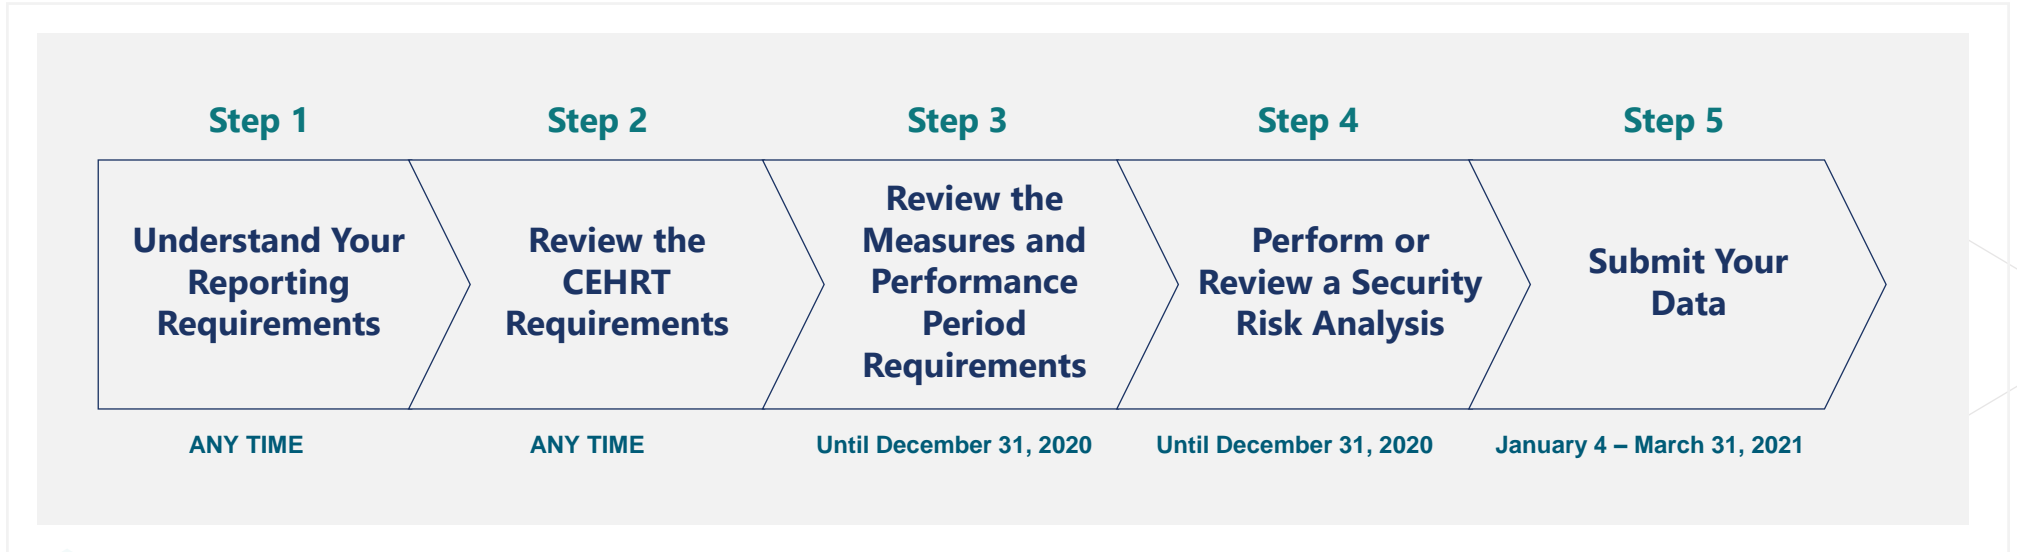 Step 1
Understand Your
Reporting
Requirements
ANY TIME
Step 2
Review the
CEHRT
Requirements
ANY TIME
Step 3
Review the
Measures and
Performance
Period
Requirements
Until December 31, 2020
Step 4
Perform or
Review a Security
Risk Analysis
Until December 31, 2020
Step 5
Submit Your
Data
January 4 – March 31, 2021